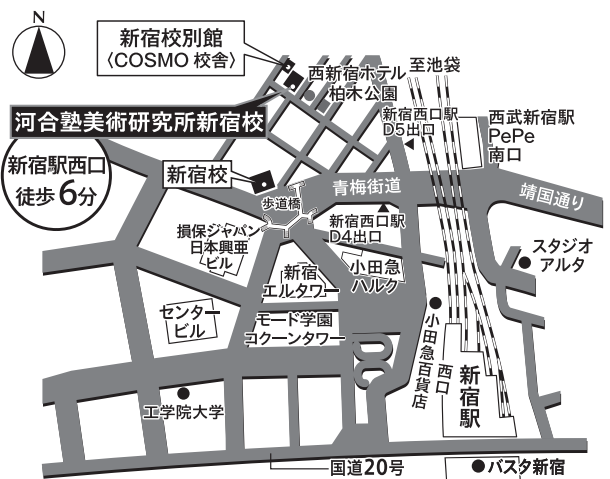 N
新宿校別館
〈COSMO 校舎〉
西新宿ホテル
柏木公園
至池袋
河合塾美術研究所新宿校
新宿西口駅
D5出口
西武新宿駅
PePe
南口
新宿駅西口
徒歩6分
新宿校
青梅街道
靖国通り
歩道橋
新宿西口駅
D4出口
損保ジャパン
日本興亜
ビル
スタジオ
アルタ
新宿
エルタワー
小田急
ハルク
センター
ビル
モード学園
コクーンタワー
小田急百貨店
西口
新宿駅
工学院大学
国道20号
バスタ新宿